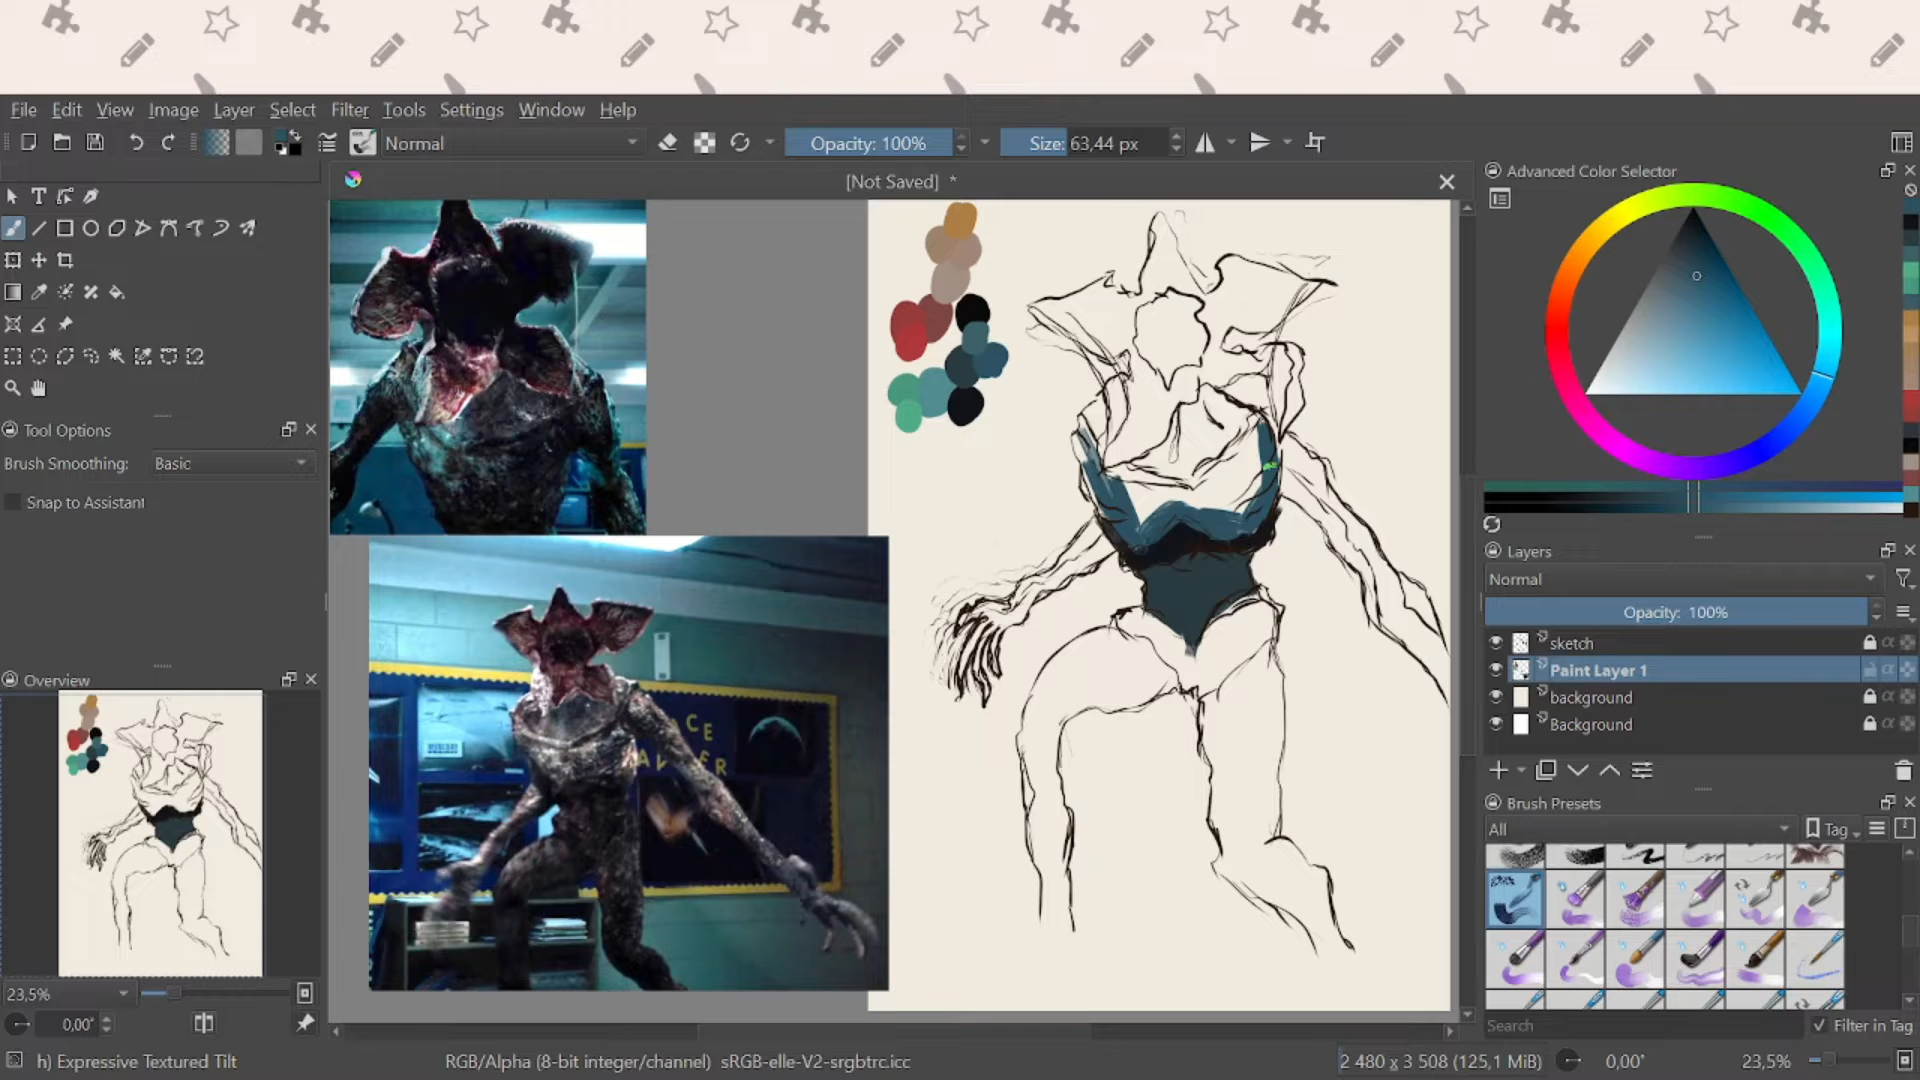 File Edit View Image Layer Select Filter Tools Settings Window Help
Normal
Opacity: 100%
Size: 63,44 px
[Not Saved] *
Advanced Color Selector
Tool Options
Brush Smoothing: Basic
Snap to Assistant
Layers
Normal
Opacity: 100%
sketch
Paint Layer 1
background
Background
Overview
Brush Presets
All
Tag
23,5%
0,00°
Search
Filter in Tag
h) Expressive Textured Tilt
RGB/Alpha (8-bit integer/channel) sRGB-elle-V2-srgbtrc.icc
2 480 x 3 508 (125,1 MiB)
0,00°
23,5%